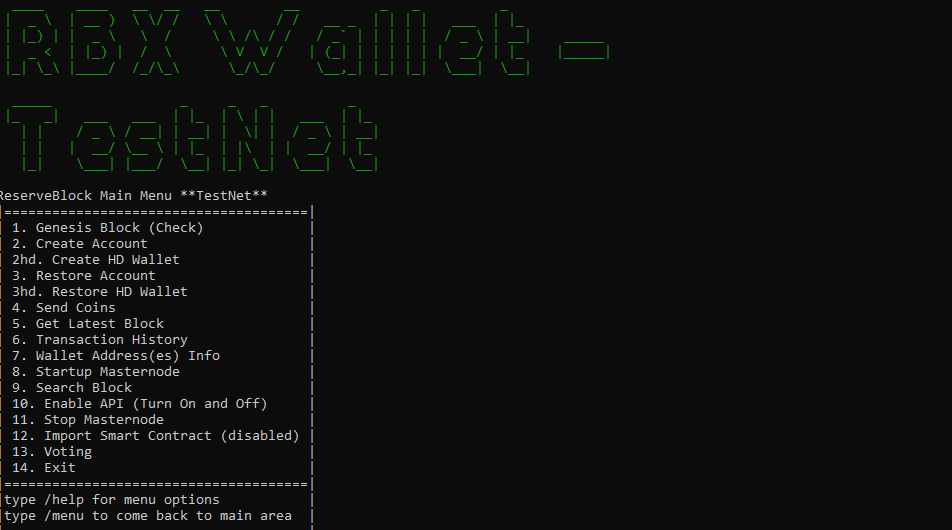 RBX Wallet -
TestNet
ReserveBlock Main Menu **TestNet**
|=====================================|
| 1. Genesis Block (Check) |
| 2. Create Account |
| 2hd. Create HD Wallet |
| 3. Restore Account |
| 3hd. Restore HD Wallet |
| 4. Send Coins |
| 5. Get Latest Block |
| 6. Transaction History |
| 7. Wallet Address(es) Info |
| 8. Startup Masternode |
| 9. Search Block |
| 10. Enable API (Turn On and Off) |
| 11. Stop Masternode |
| 12. Import Smart Contract (disabled) |
| 13. Voting |
| 14. Exit |
|=====================================|
|type /help for menu options |
|type /menu to come back to main area |